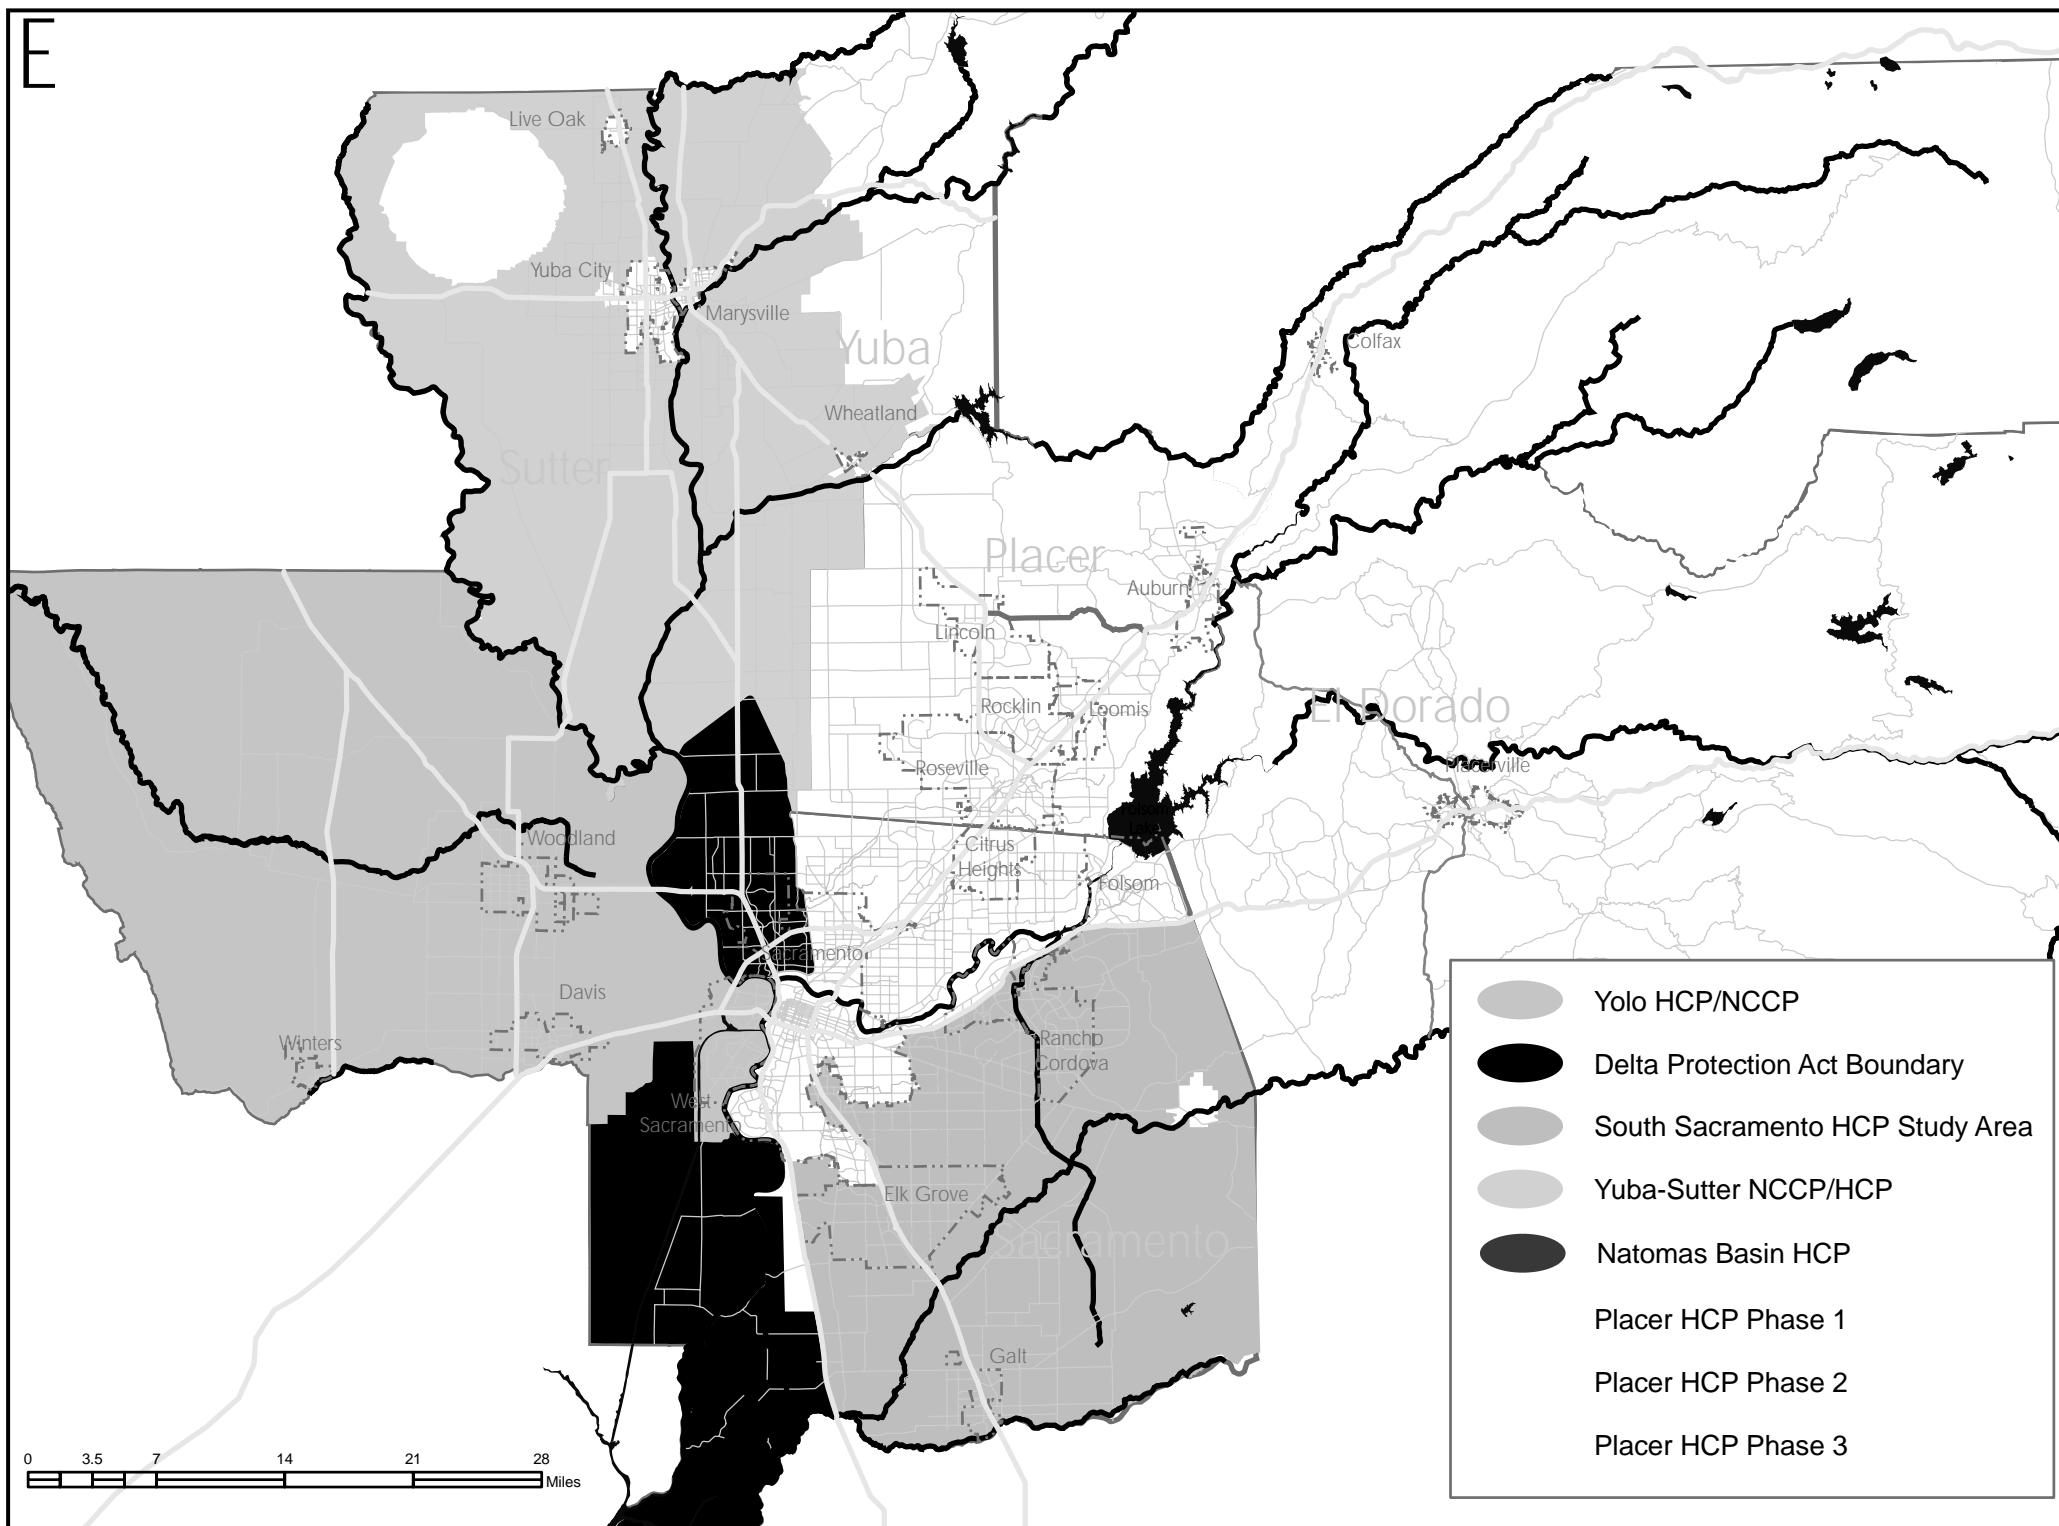 E
Live Oak
Yuba City
Marysville
Yuba
Colfax
Wheatland
Sutter
Placer
Auburn
Lincoln
Rocklin
Loomis
El Dorado
Roseville
Placerville
Folsom
Lake
Woodland
Citrus
Heights
Folsom
Sacramento
Davis
Winters
Rancho
Cordova
West
Sacramento
Elk Grove
Sacramento
Galt
Yolo HCP/NCCP
Delta Protection Act Boundary
South Sacramento HCP Study Area
Yuba-Sutter NCCP/HCP
Natomas Basin HCP
Placer HCP Phase 1
Placer HCP Phase 2
Placer HCP Phase 3
0 3.5 7 14 21 28
Miles